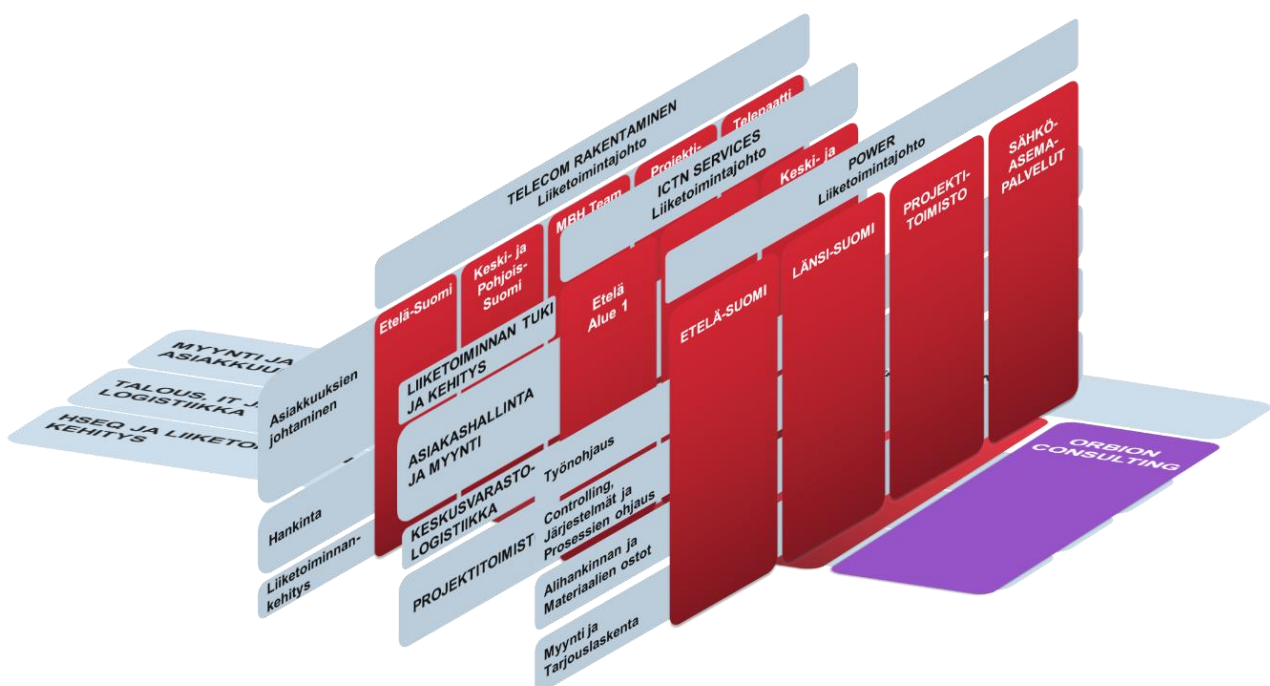 TELECOM RAKENTAMINEN
Liiketoimintajohto
Etelä-Suomi
Keski- ja
Pohjois-
Suomi
MBH Team
Projekti-
Telepaatti
Asiakkuuksien
johtaminen
Hankinta
Liiketoiminnan-
kehitys
ICTN SERVICES
Liiketoimintajohto
Etelä
Alue 1
Keski- ja
LIIKETOIMINNAN TUKI
JA KEHITYS
ASIAKASHALLINTA
JA MYYNTI
KESKUSVARASTO-
LOGISTIIKKA
PROJEKTITOIMIST
POWER
Liiketoimintajohto
ETELÄ-SUOMI
LÄNSI-SUOMI
PROJEKTI-
TOIMISTO
SÄHKÖ-
ASEMA-
PALVELUT
Työnohjaus
Controlling,
Järjestelmät ja
Prosessien ohjaus
Alihankinnan ja
Materiaalien ostot
Myynti ja
Tarjouslaskenta
MYYNTI JA
ASIAKKUU
TALOUS, IT JA
LOGISTIIKKA
HSEQ JA LIIKETO
KEHITYS
ORBION
CONSULTING